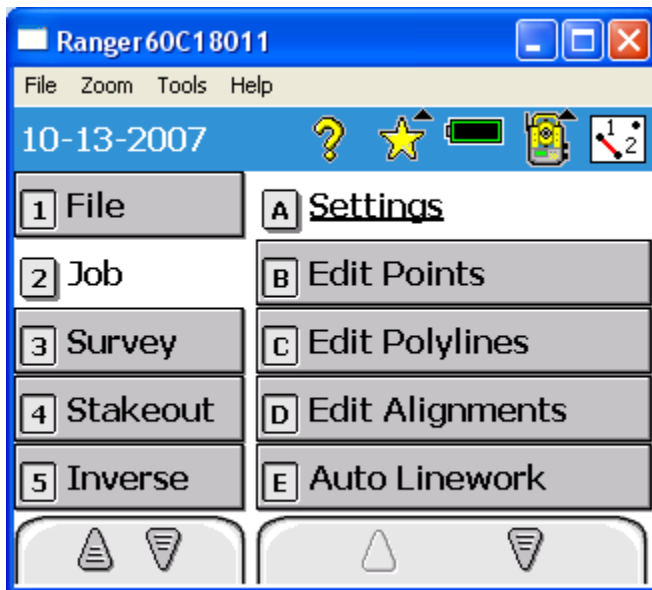 Ranger60C18011
File Zoom Tools Help
10-13-2007 ? 1 2
1 File
A Settings
2 Job
B Edit Points
3 Survey
C Edit Polylines
4 Stakeout
D Edit Alignments
5 Inverse
E Auto Linework